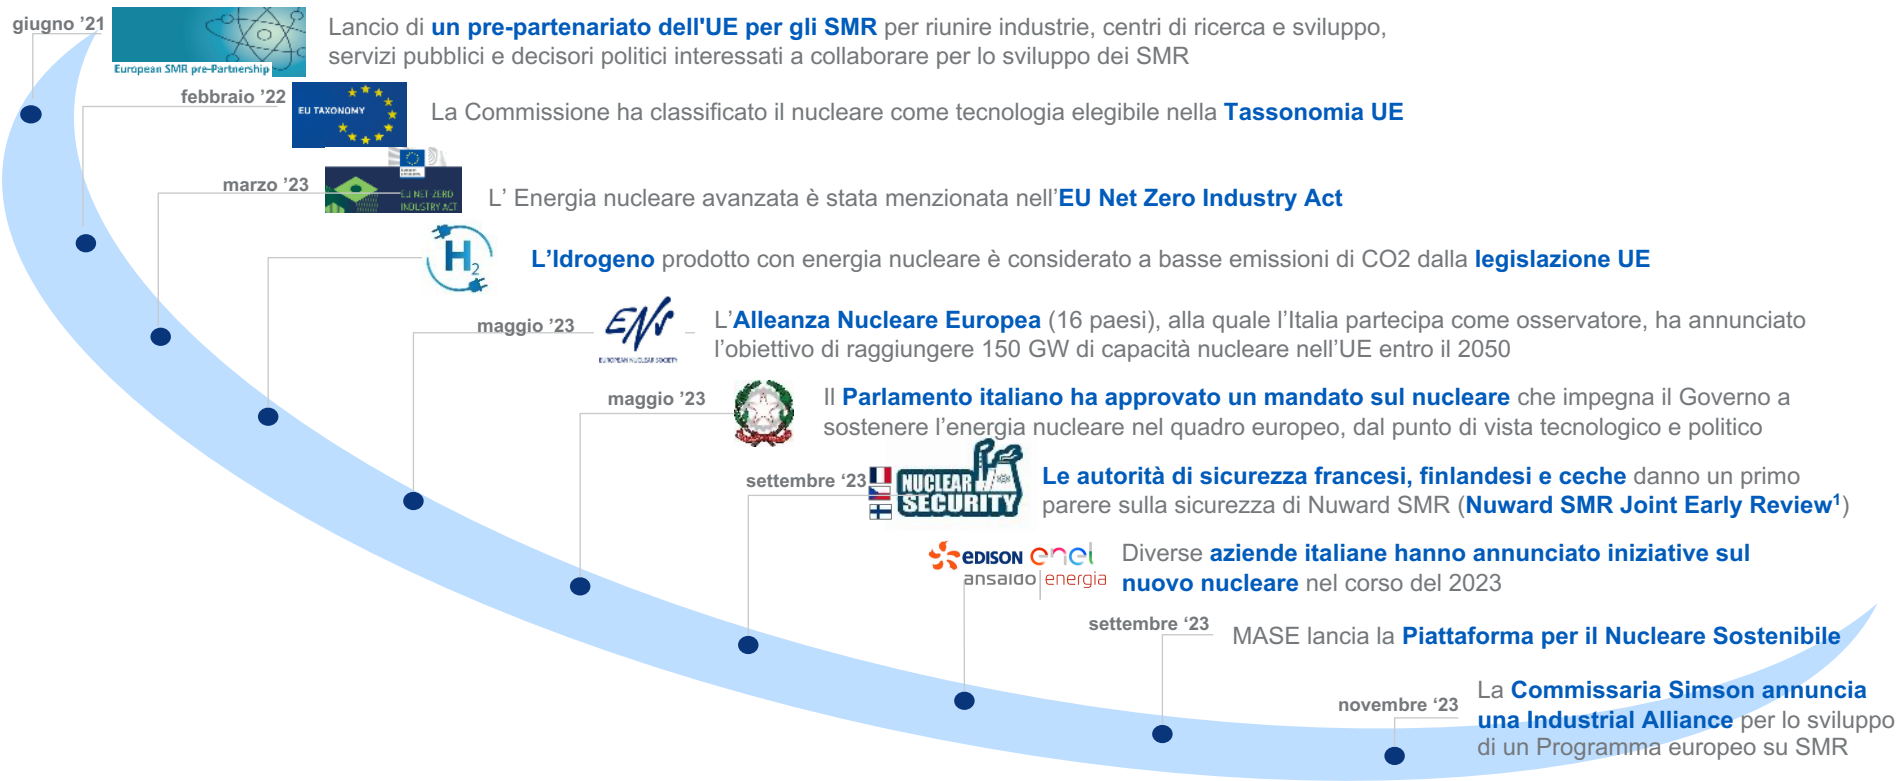 giugno ’21
European SMR pre-Partnership
Lancio di un pre-partenariato dell'UE per gli SMR per riunire industrie, centri di ricerca e sviluppo,
servizi pubblici e decisori politici interessati a collaborare per lo sviluppo dei SMR
febbraio ’22
EU TAXONOMY
La Commissione ha classificato il nucleare come tecnologia elegibile nella Tassonomia UE
marzo ’23
EU NET-ZERO
INDUSTRY ACT
L’ Energia nucleare avanzata è stata menzionata nell’EU Net Zero Industry Act
H2
L’Idrogeno prodotto con energia nucleare è considerato a basse emissioni di CO2 dalla legislazione UE
maggio ’23
ENS
EUROPEAN NUCLEAR SOCIETY
L’Alleanza Nucleare Europea (16 paesi), alla quale l’Italia partecipa come osservatore, ha annunciato
l’obiettivo di raggiungere 150 GW di capacità nucleare nell’UE entro il 2050
maggio ’23
Il Parlamento italiano ha approvato un mandato sul nucleare che impegna il Governo a
sostenere l’energia nucleare nel quadro europeo, dal punto di vista tecnologico e politico
settembre ‘23
NUCLEAR
SECURITY
Le autorità di sicurezza francesi, finlandesi e ceche danno un primo
parere sulla sicurezza di Nuward SMR (Nuward SMR Joint Early Review¹)
eDISON enel
ansaldo energia
Diverse aziende italiane hanno annunciato iniziative sul
nuovo nucleare nel corso del 2023
settembre ‘23
MASE lancia la Piattaforma per il Nucleare Sostenibile
novembre ‘23
La Commissaria Simson annuncia
una Industrial Alliance per lo sviluppo
di un Programma europeo su SMR